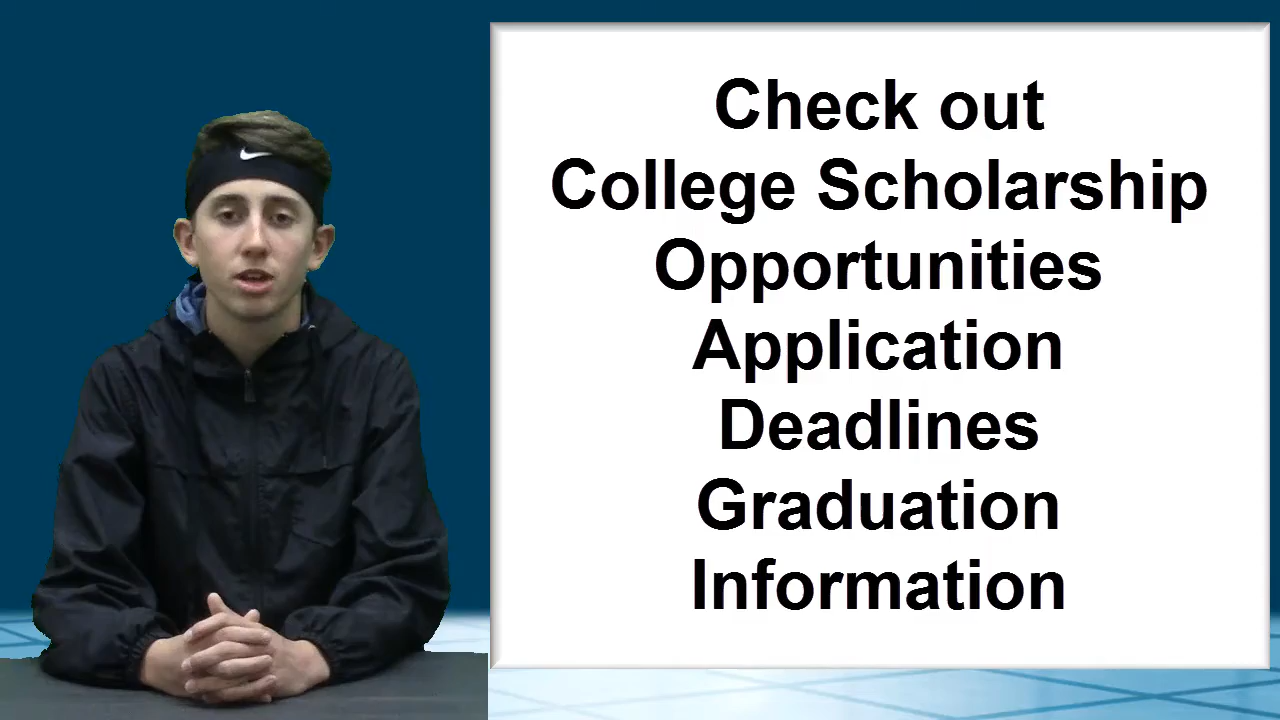 Check out
College Scholarship
Opportunities
Application
Deadlines
Graduation
Information